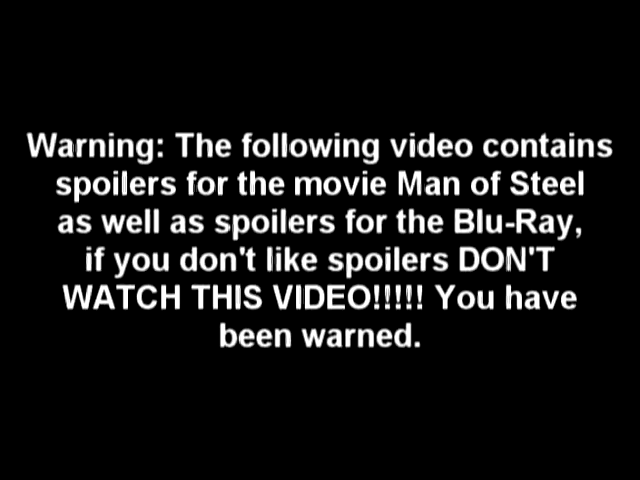 Warning: The following video contains
spoilers for the movie Man of Steel
as well as spoilers for the Blu-Ray,
if you don't like spoilers DON'T
WATCH THIS VIDEO!!!!! You have
been warned.